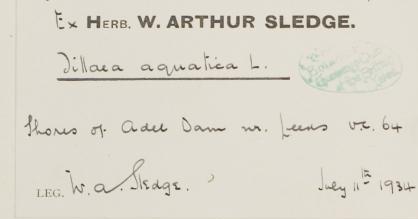 Ex HERB. W. ARTHUR SLEDGE.
Tillaea aquatica L.
Shores of Adel Dam nr. Leeds v.c. 64
LEG. W. A. Sledge. July 11th 1934